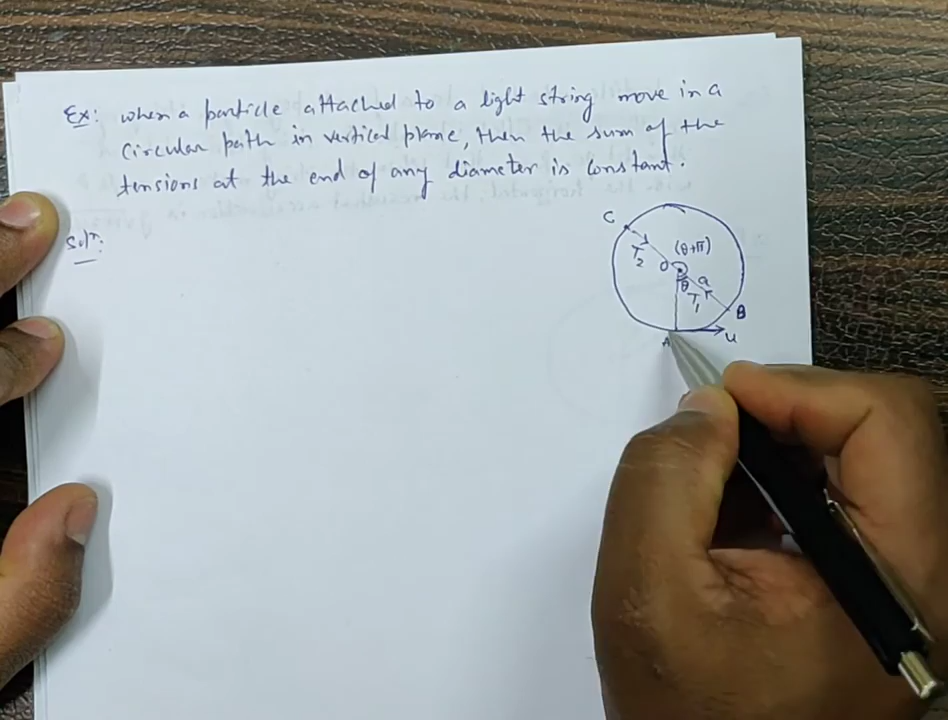 Ex: when a particle attached to a light string move in a
circular path in vertical plane, then the sum of the
tensions at the end of any diameter is constant.
Soln:
C
(θ+π)
T2
O
θ
a
T1
B
A
u